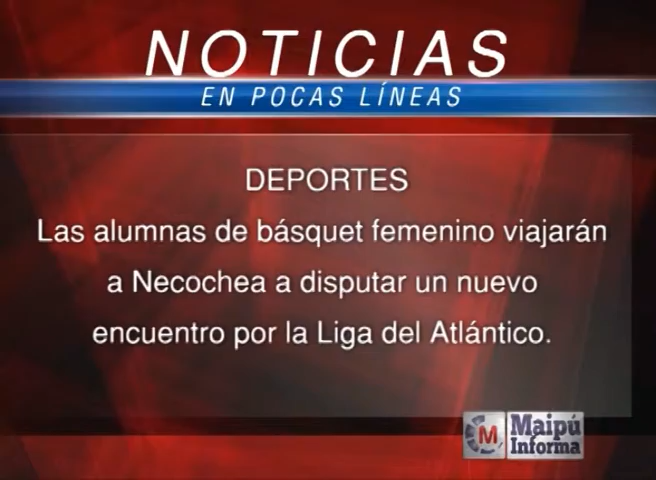 NOTICIAS
EN POCAS LÍNEAS
DEPORTES
Las alumnas de básquet femenino viajarán
a Necochea a disputar un nuevo
encuentro por la Liga del Atlántico.
M Maipú
Informa